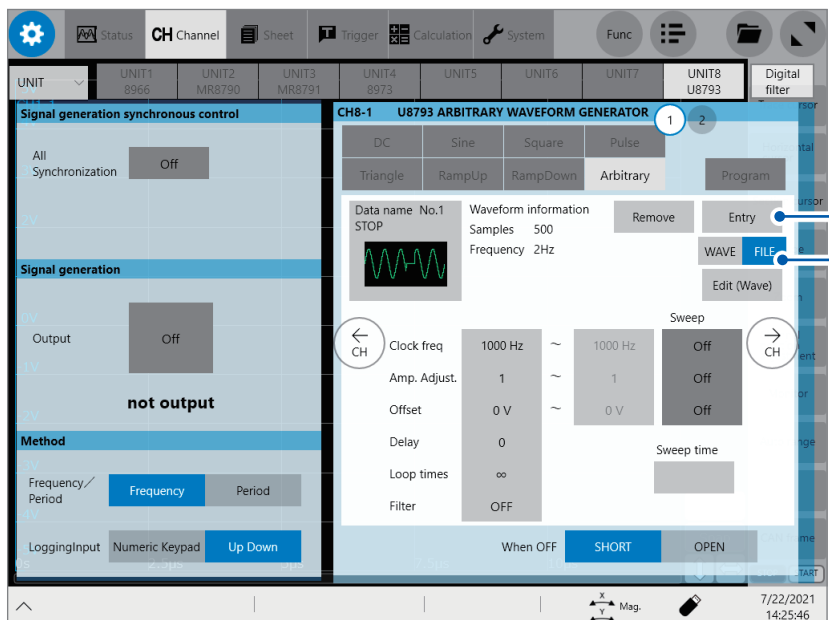 Status CH Channel Sheet Trigger Calculation System Func
UNIT UNIT1 UNIT2 UNIT3 UNIT4 UNIT5 UNIT6 UNIT7 UNIT8 Digital
8966 MR8790 MR8791 8973 U8793 filter
Signal generation synchronous control
CH8-1 U8793 ARBITRARY WAVEFORM GENERATOR 1 2
DC Sine Square Pulse
All
Synchronization Off
Triangle RampUp RampDown Arbitrary Program
Data name No.1 Waveform information Remove Entry
STOP Samples 500
Frequency 2Hz WAVE FILE
Edit (Wave)
Signal generation
Sweep
Output Off
← CH
Clock freq 1000 Hz ~ 1000 Hz Off
→ CH
Amp. Adjust. 1 ~ 1 Off
not output
Offset 0 V ~ 0 V Off
Method
Delay 0
Sweep time
Frequency/
Period Frequency Period
Loop times ∞
Filter OFF
LoggingInput Numeric Keypad Up Down
When OFF SHORT OPEN
0s 2.5µs 5µs 7.5µs
X
Y Mag.
7/22/2021
14:25:46